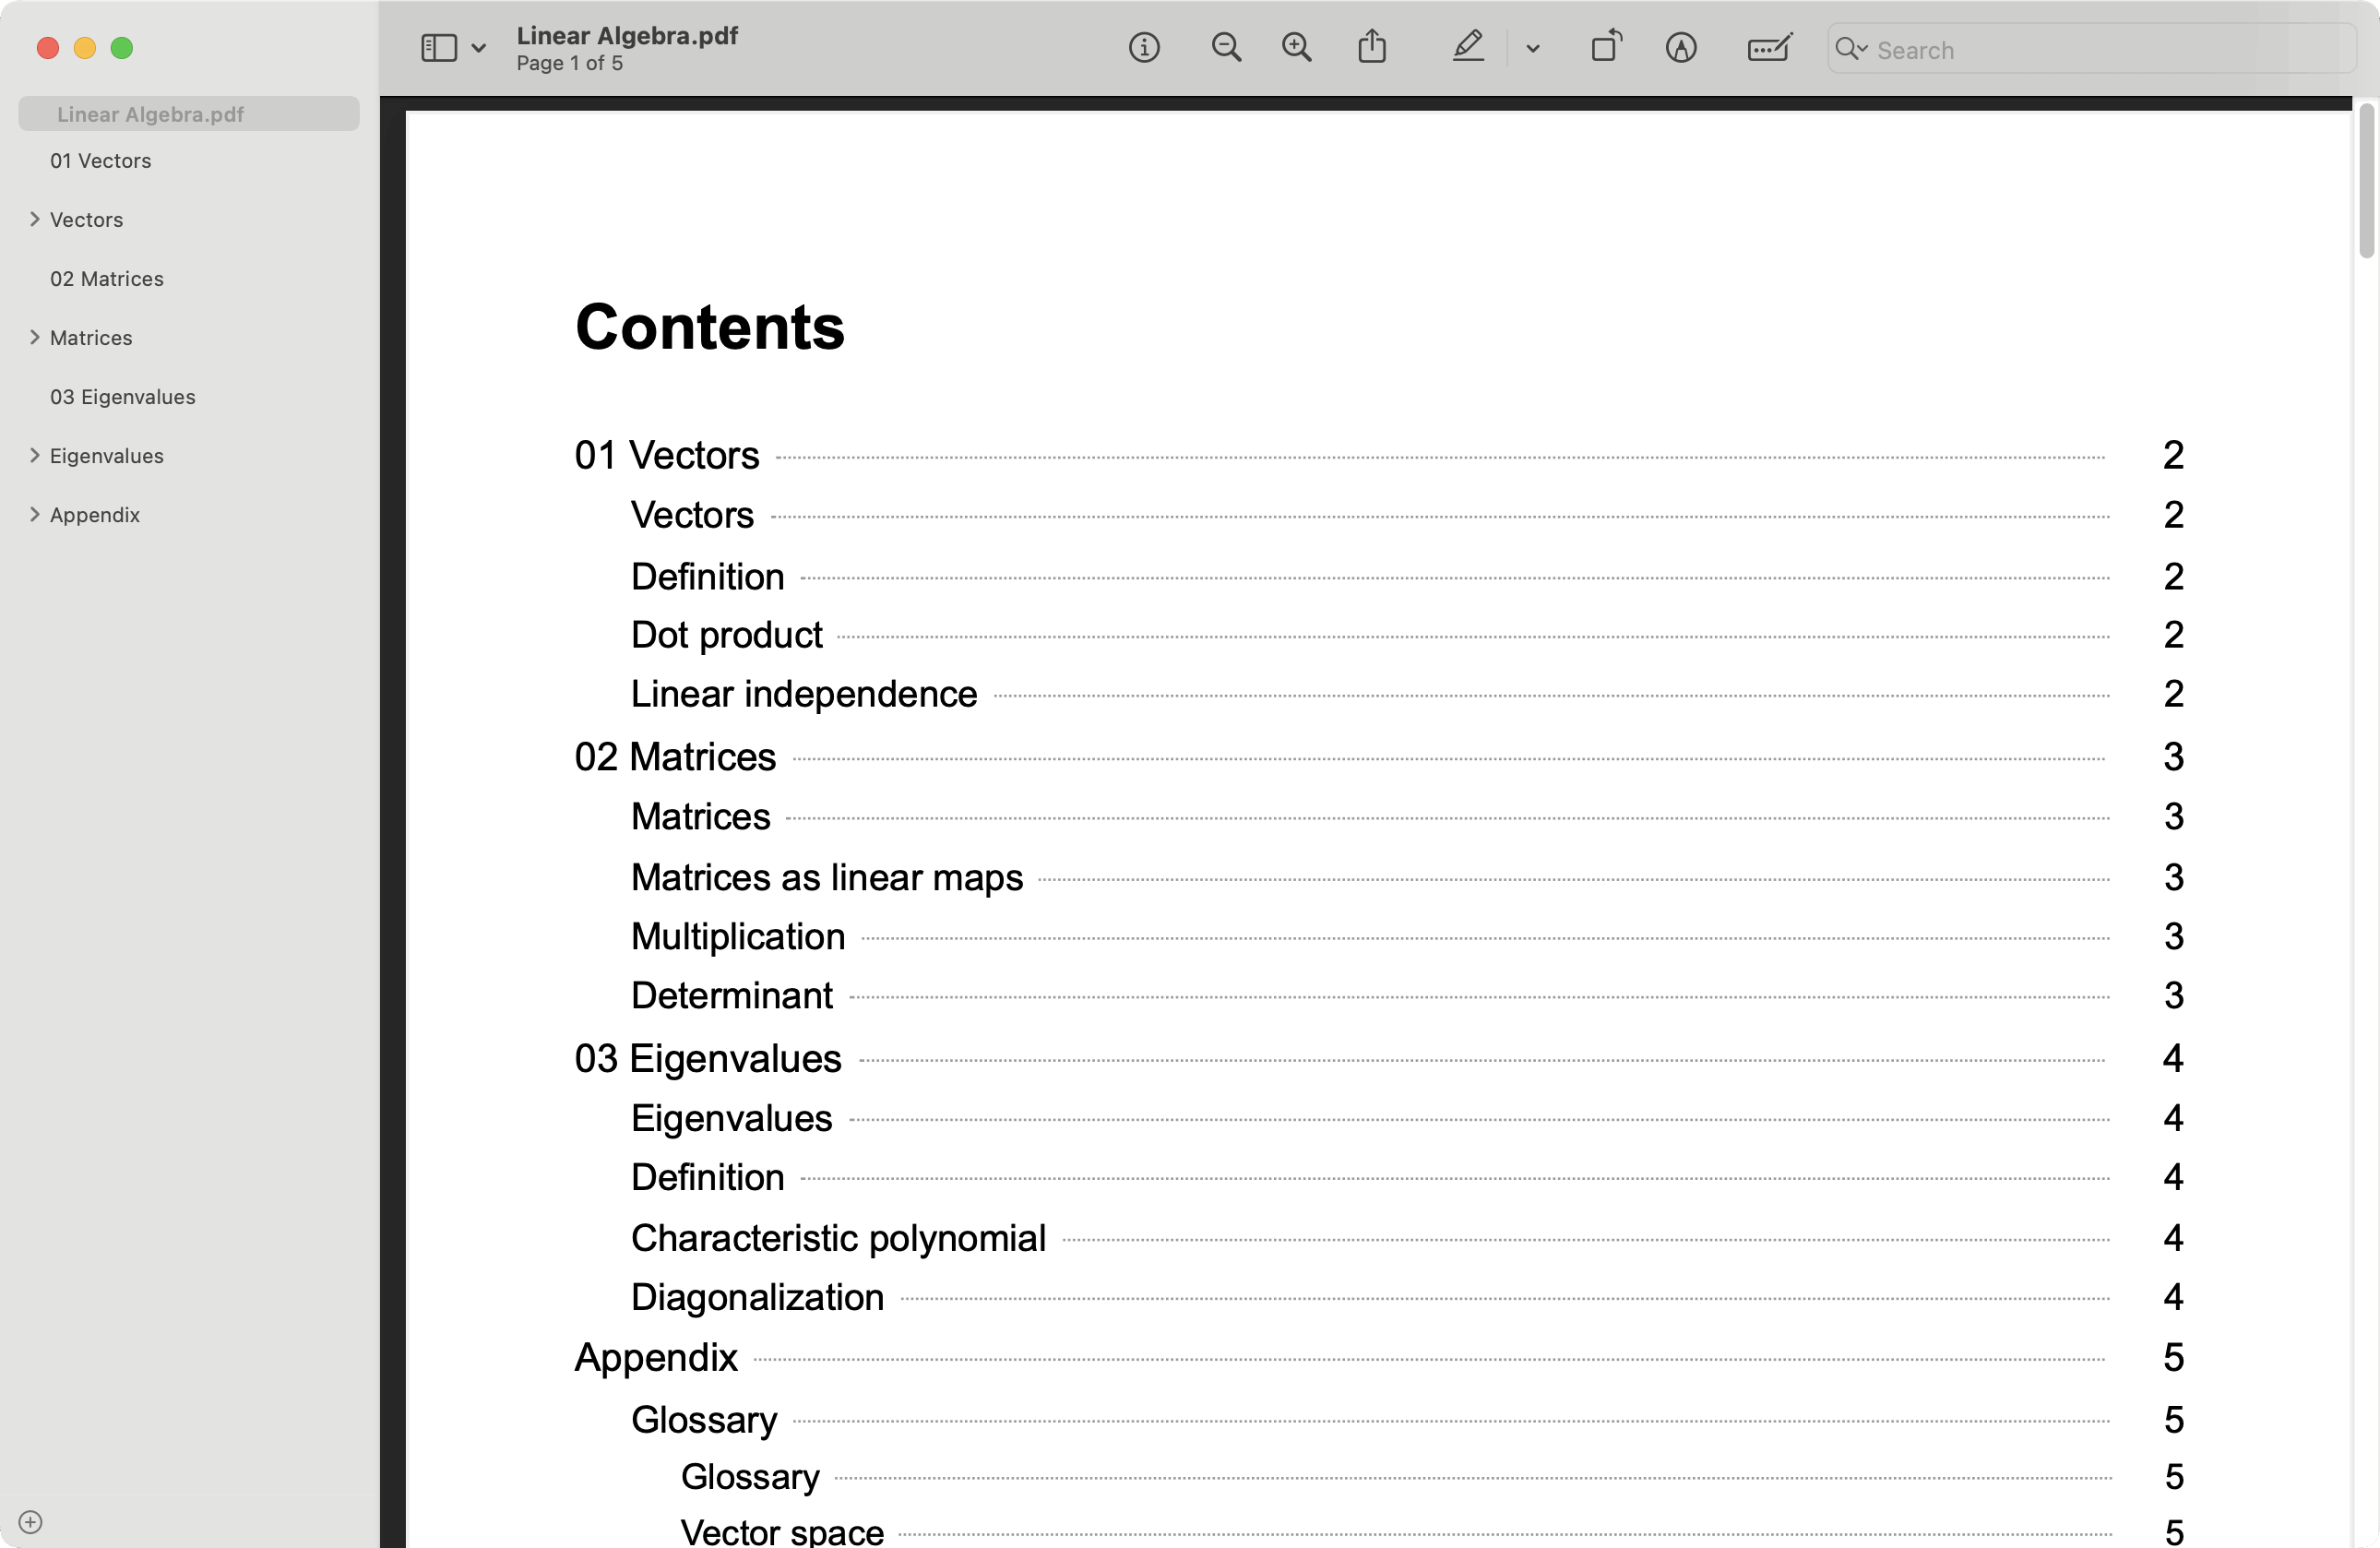 Linear Algebra.pdf
Page 1 of 5
Search
Linear Algebra.pdf
01 Vectors
Vectors
02 Matrices
Matrices
03 Eigenvalues
Eigenvalues
Appendix
Contents
01 Vectors 2
Vectors 2
Definition 2
Dot product 2
Linear independence 2
02 Matrices 3
Matrices 3
Matrices as linear maps 3
Multiplication 3
Determinant 3
03 Eigenvalues 4
Eigenvalues 4
Definition 4
Characteristic polynomial 4
Diagonalization 4
Appendix 5
Glossary 5
Glossary 5
Vector space 5